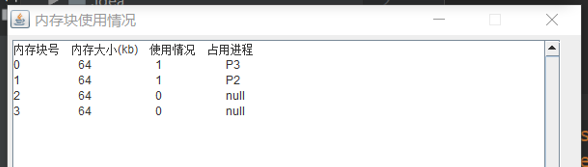 .idea
内存块使用情况
内存块号 内存大小(kb) 使用情况 占用进程
0 64 1 P3
1 64 1 P2
2 64 0 null
3 64 0 null